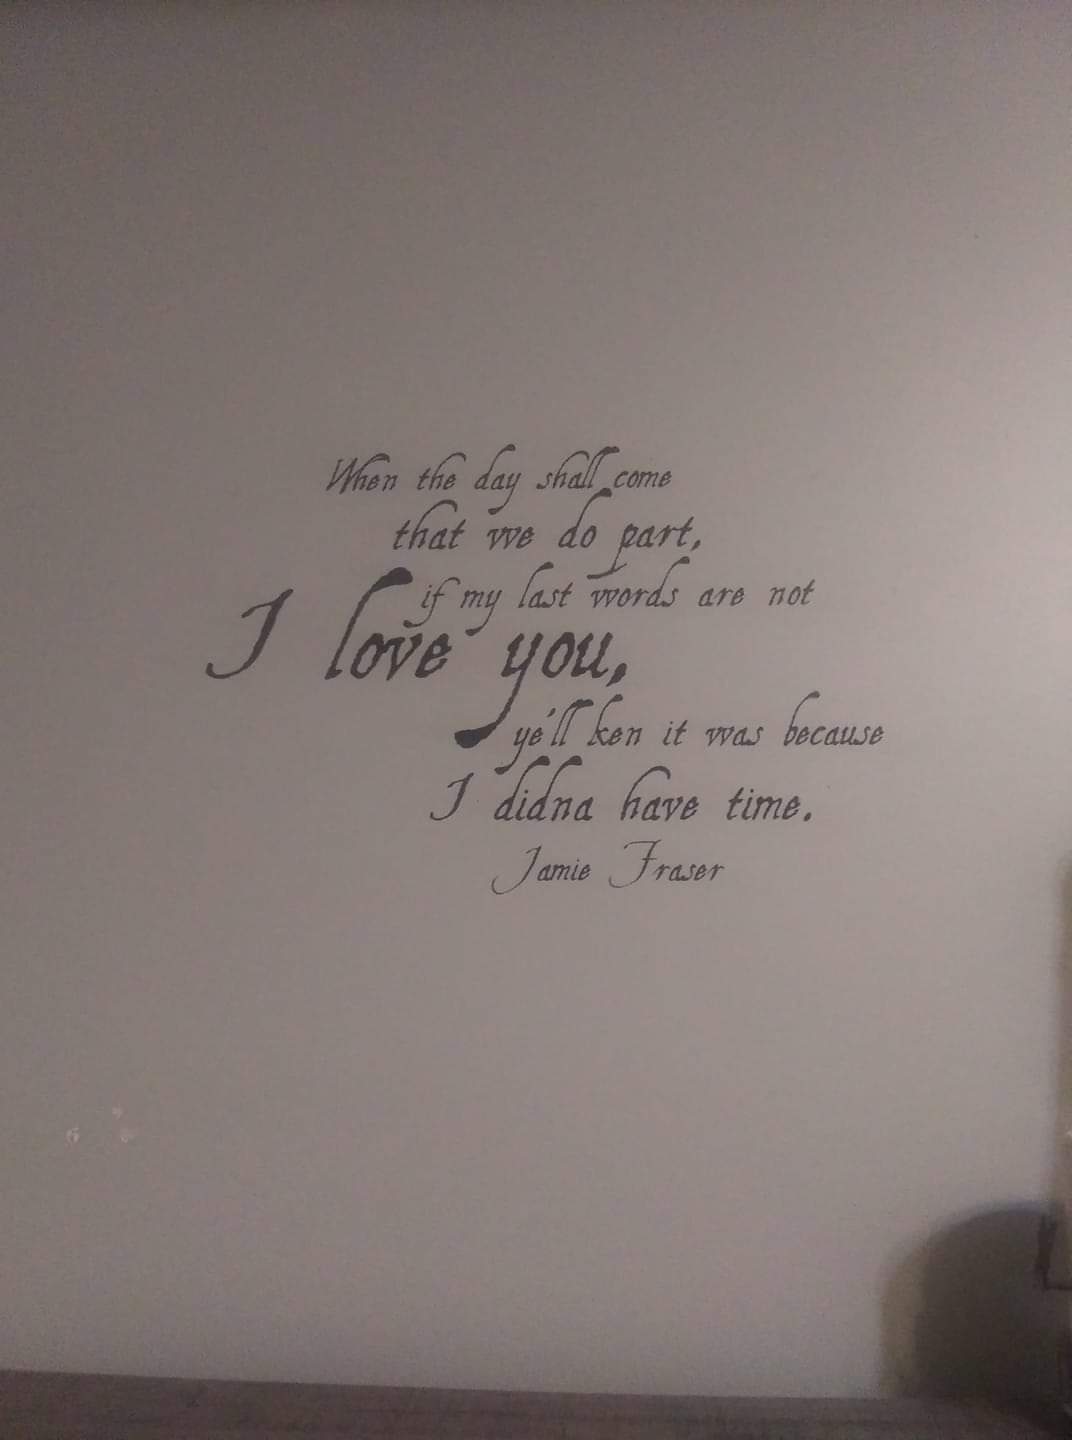 When the day shall come
that we do part,
if my last words are not
I love you,
ye'll ken it was because
I didna have time.
Jamie Fraser